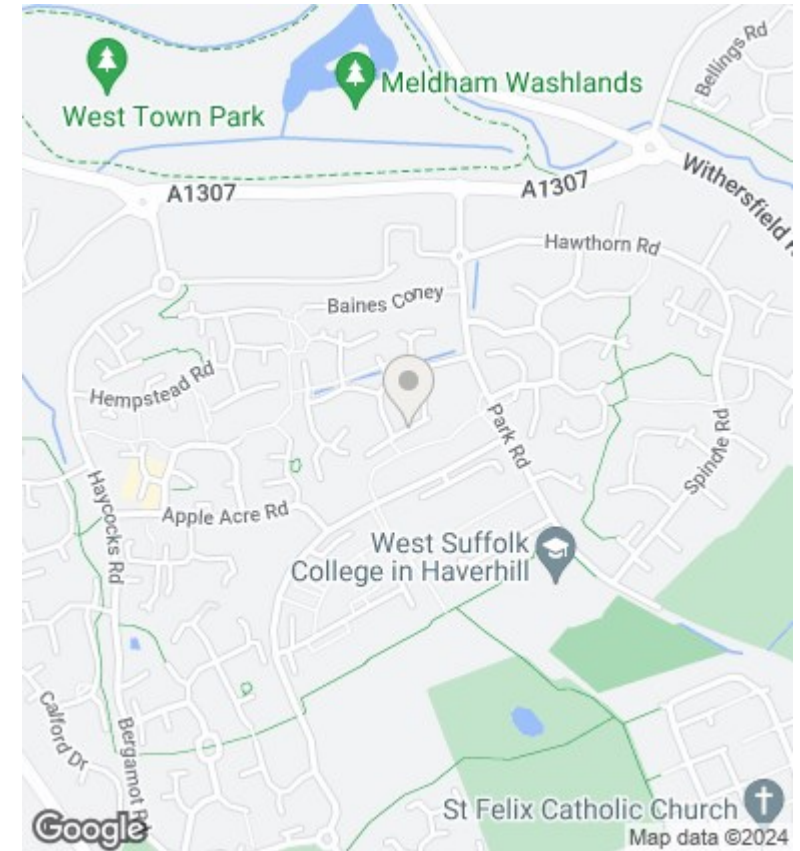 Bellings Rd
Meldham Washlands
West Town Park
A1307
A1307
Withersfield R
Hawthorn Rd
Baines Coney
Hempstead Rd
Park Rd
Spindle Rd
Haycocks Rd
Apple Acre Rd
West Suffolk
College in Haverhill
Calford Dr
Bergamot Rd
St Felix Catholic Church
Google
Map data ©2024